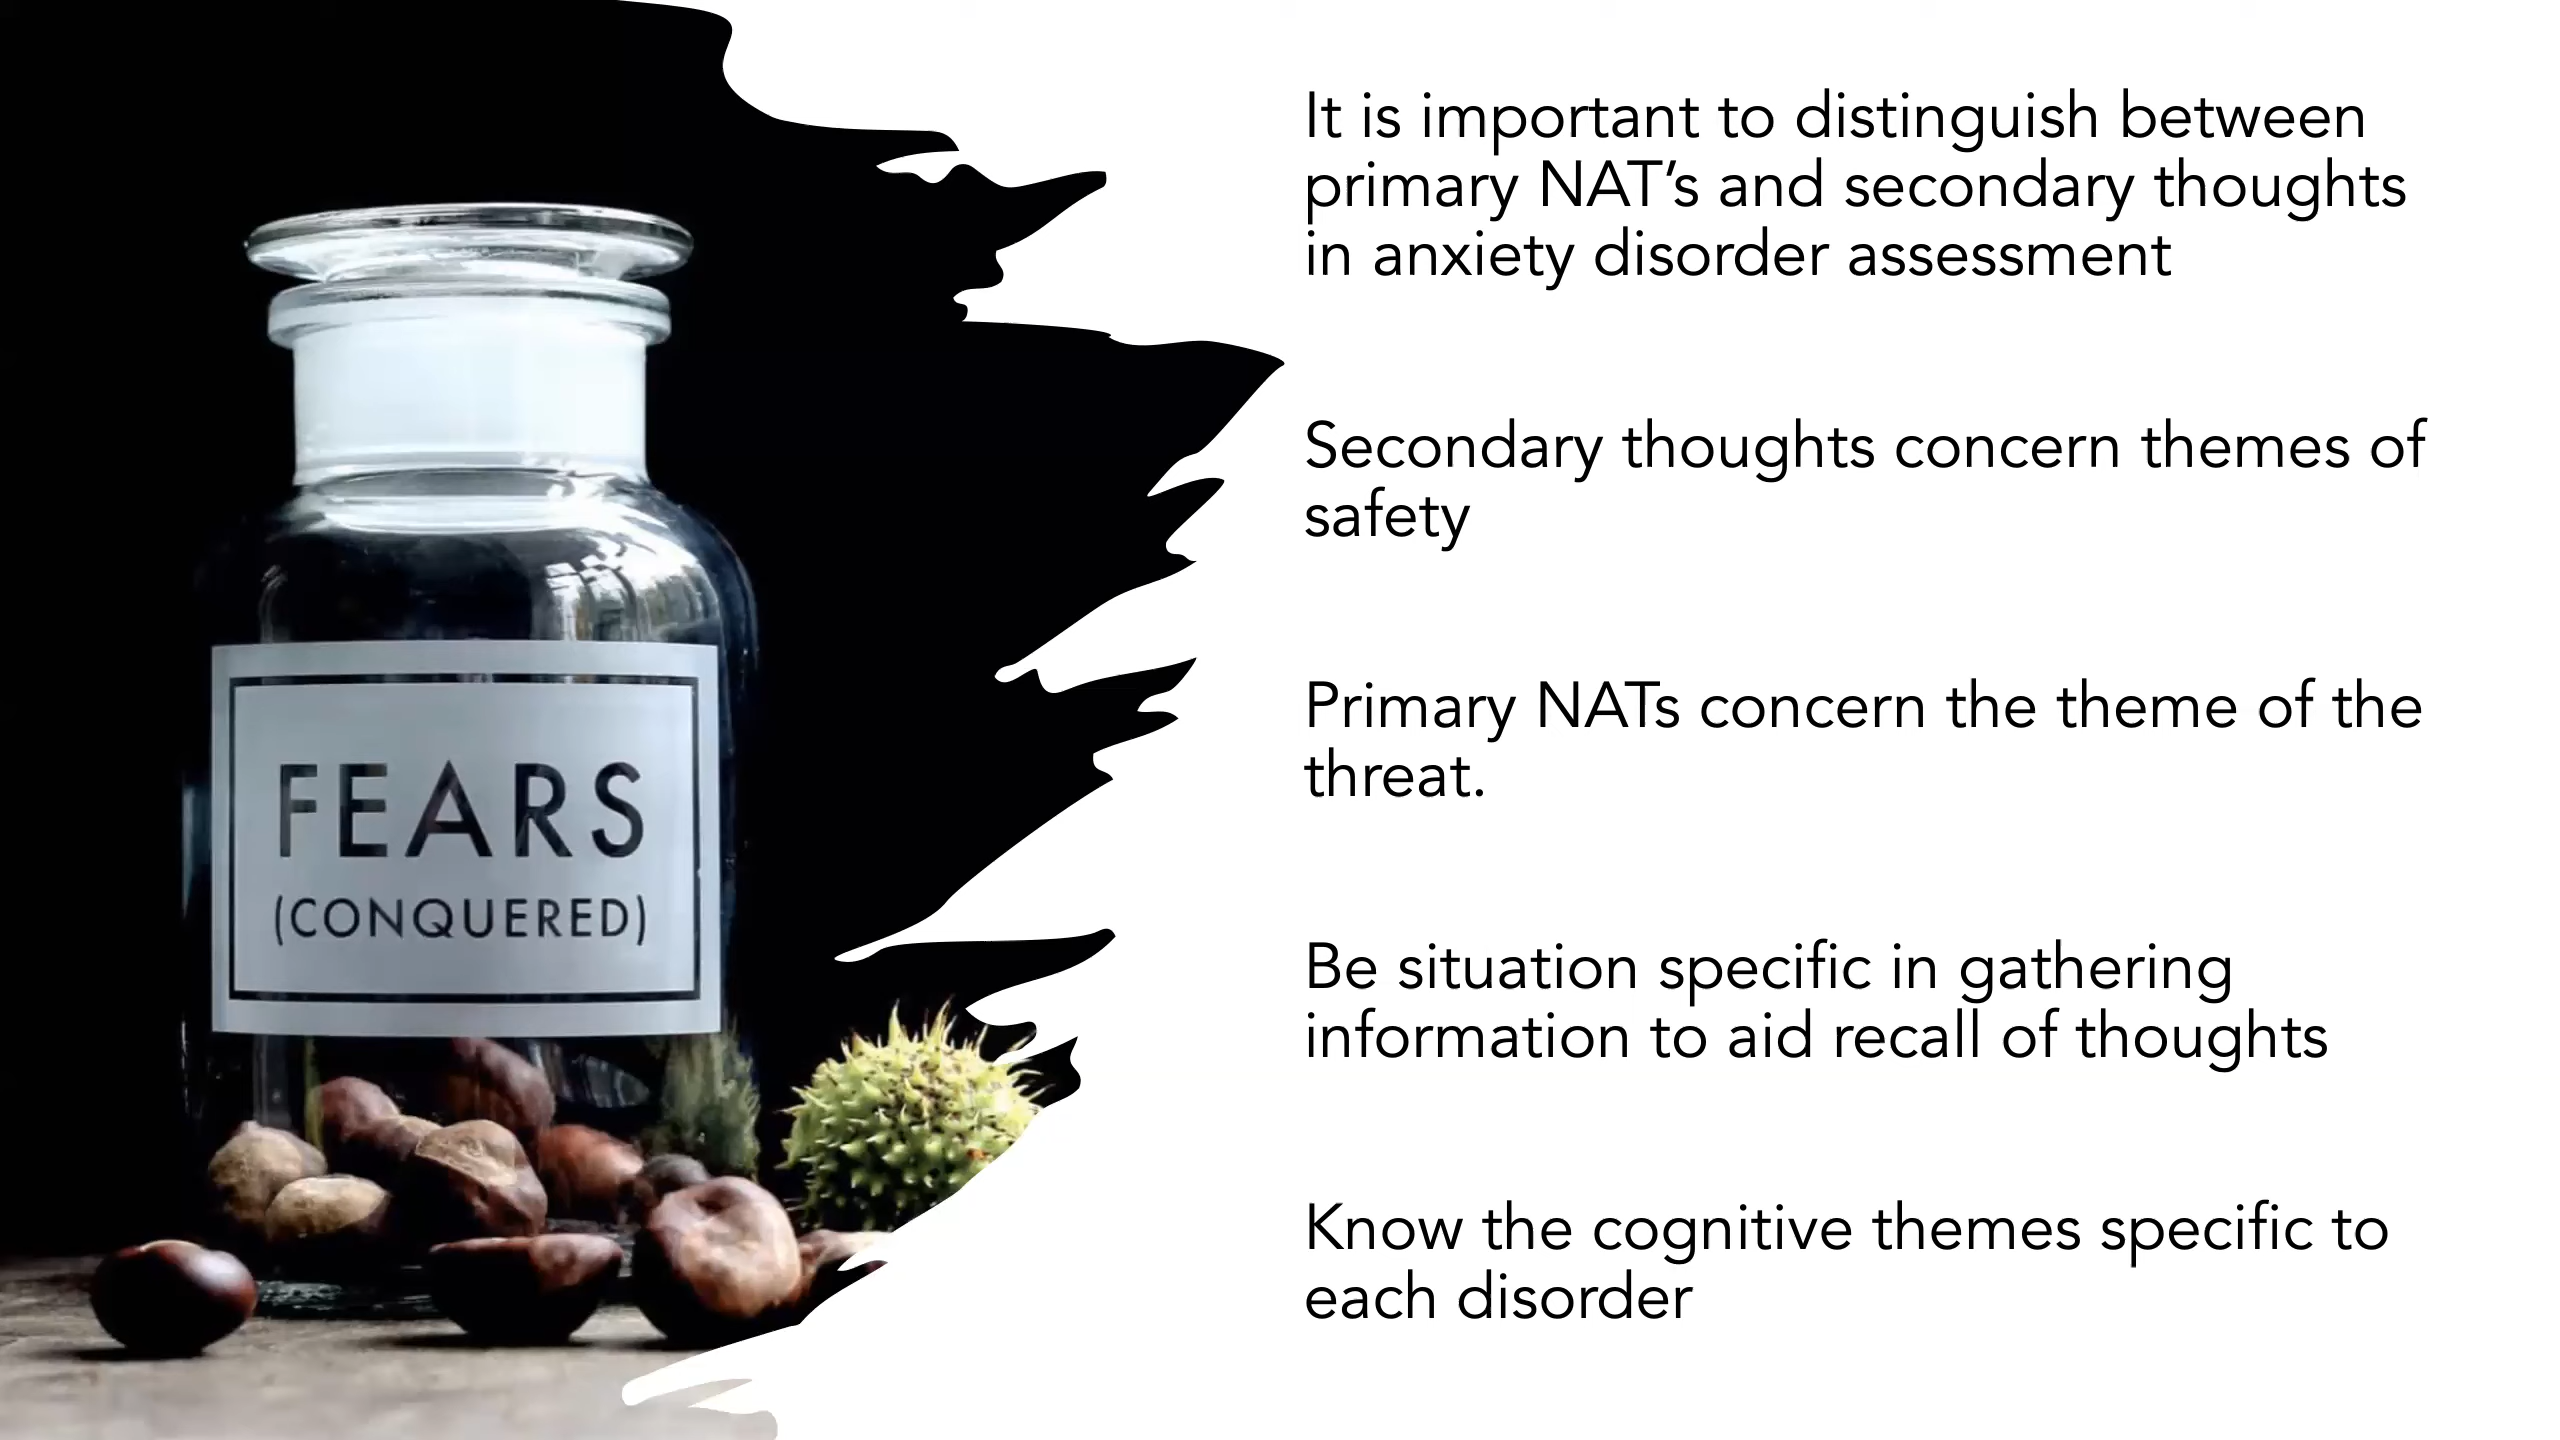 FEARS
(CONQUERED)
It is important to distinguish between
primary NAT’s and secondary thoughts
in anxiety disorder assessment
Secondary thoughts concern themes of
safety
Primary NATs concern the theme of the
threat.
Be situation specific in gathering
information to aid recall of thoughts
Know the cognitive themes specific to
each disorder